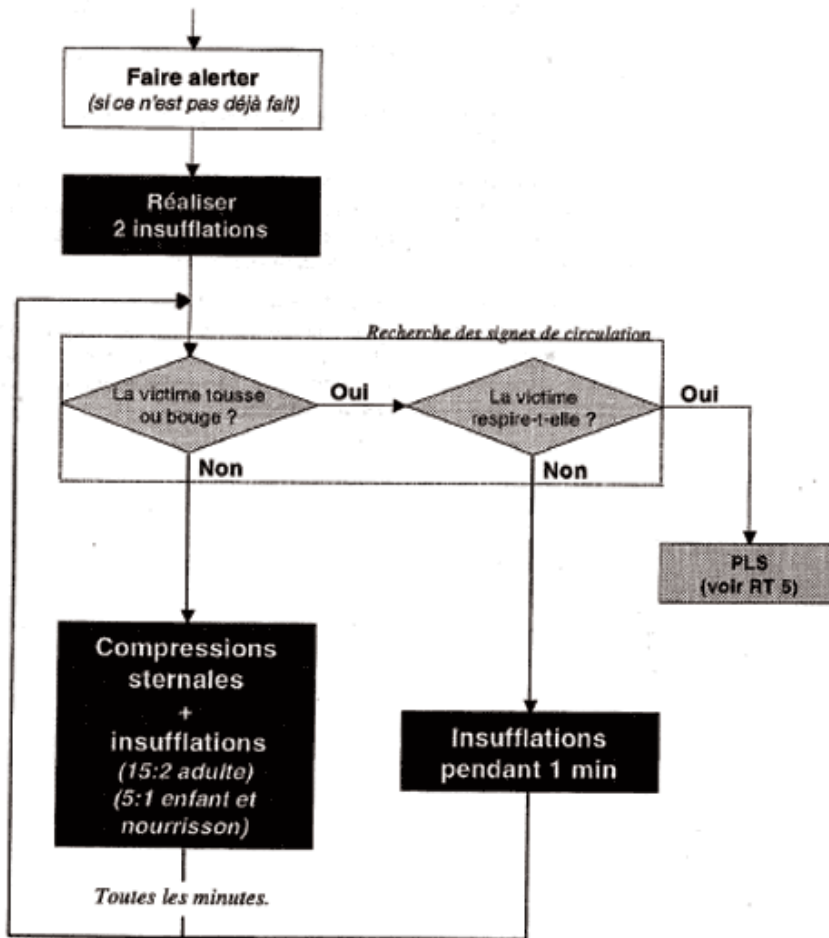 Faire alerter
(si ce n'est pas déjà fait)
Réaliser
2 insufflations
Recherche des signes de circulation
La victime tousse
ou bouge ?
Oui
La victime
respire-t-elle ?
Oui
Non
Non
PLS
(voir RT 5)
Compressions
sternales
+
insufflations
(15:2 adulte)
(5:1 enfant et
nourrisson)
Insufflations
pendant 1 min
Toutes les minutes.